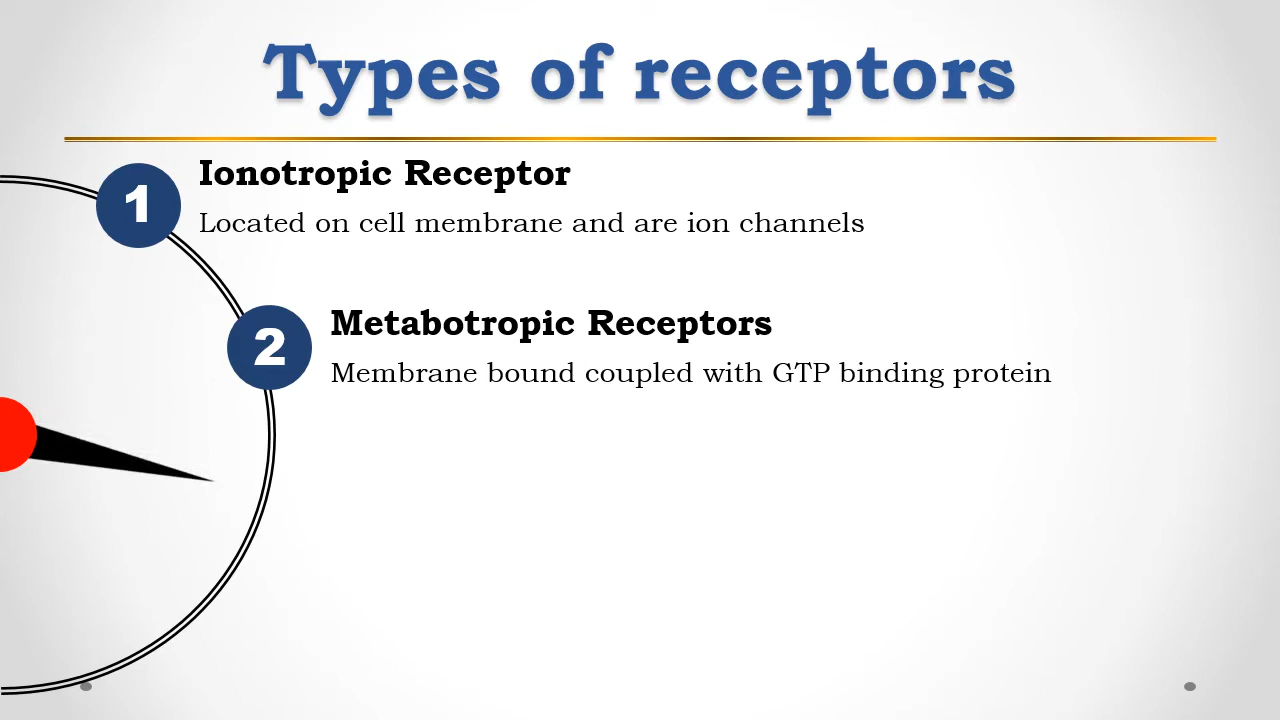 Types of receptors
1
Ionotropic Receptor
Located on cell membrane and are ion channels
2
Metabotropic Receptors
Membrane bound coupled with GTP binding protein